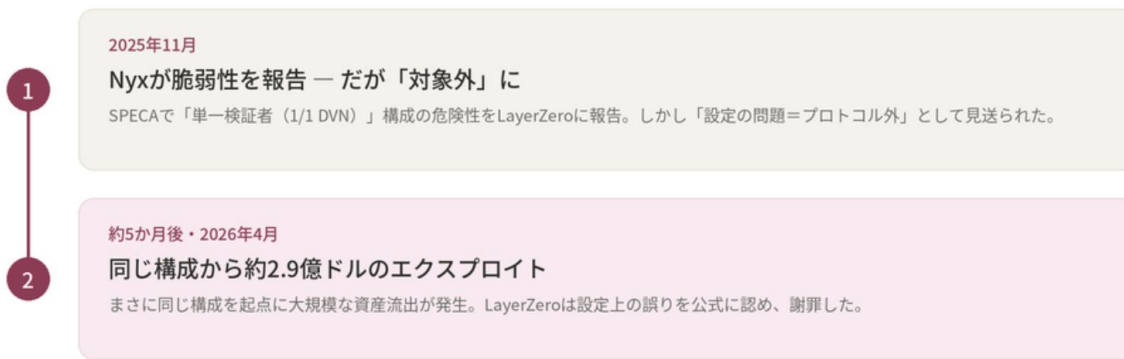 1
2025年11月
Nyxが脆弱性を報告 — だが「対象外」に
SPECAで「単一検証者（1/1 DVN）」構成の危険性をLayerZeroに報告。しかし「設定の問題＝プロトコル外」として見送られた。
2
約5か月後・2026年4月
同じ構成から約2.9億ドルのエクスプロイト
まさに同じ構成を起点に大規模な資産流出が発生。LayerZeroは設定上の誤りを公式に認め、謝罪した。